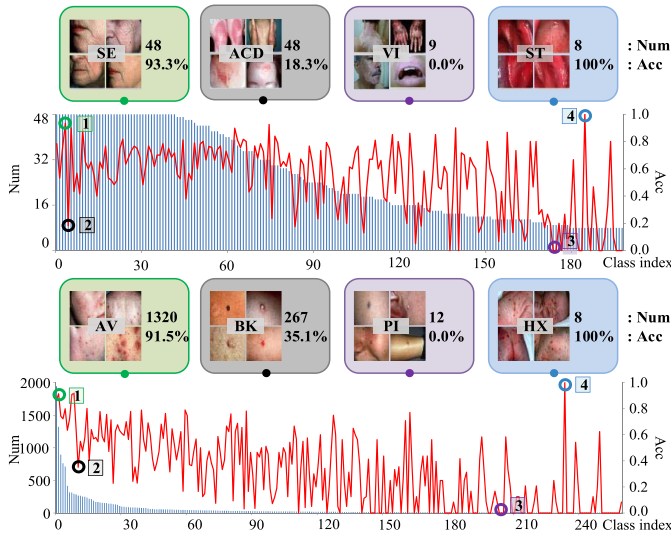 SE 48 93.3%
ACD 48 18.3%
VI 9 0.0%
ST 8 100%
: Num
: Acc
48 32 16 0
Num
1 2 3 4
1.0 0.8 0.6 0.4 0.2 0.0
Acc
0 30 60 90 120 150 180 Class index
AV 1320 91.5%
BK 267 35.1%
PI 12 0.0%
HX 8 100%
: Num
: Acc
2000 1500 1000 500 0
Num
1 2 3 4
1.0 0.8 0.6 0.4 0.2 0.0
Acc
0 30 60 90 120 150 180 210 240 Class index